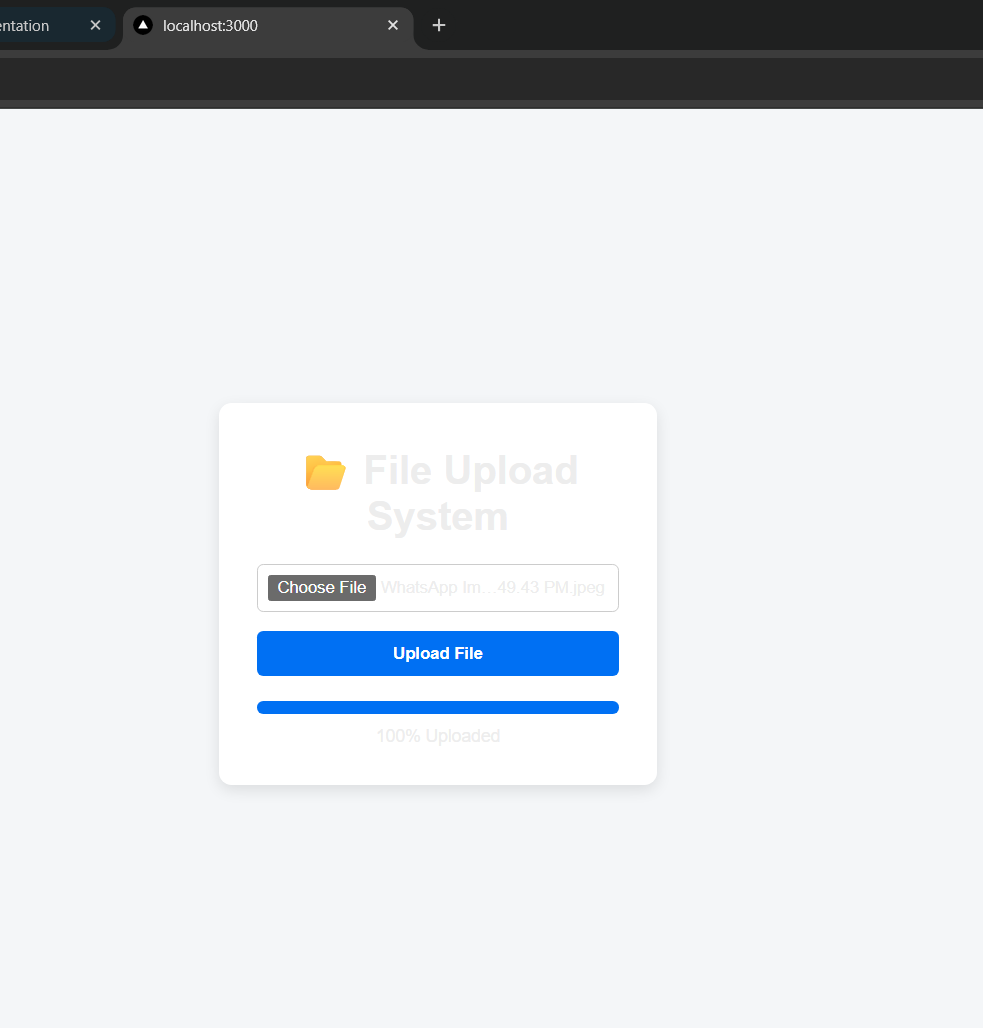 entation
localhost:3000
File Upload
System
Choose File WhatsApp Im...49.43 PM.jpeg
Upload File
100% Uploaded